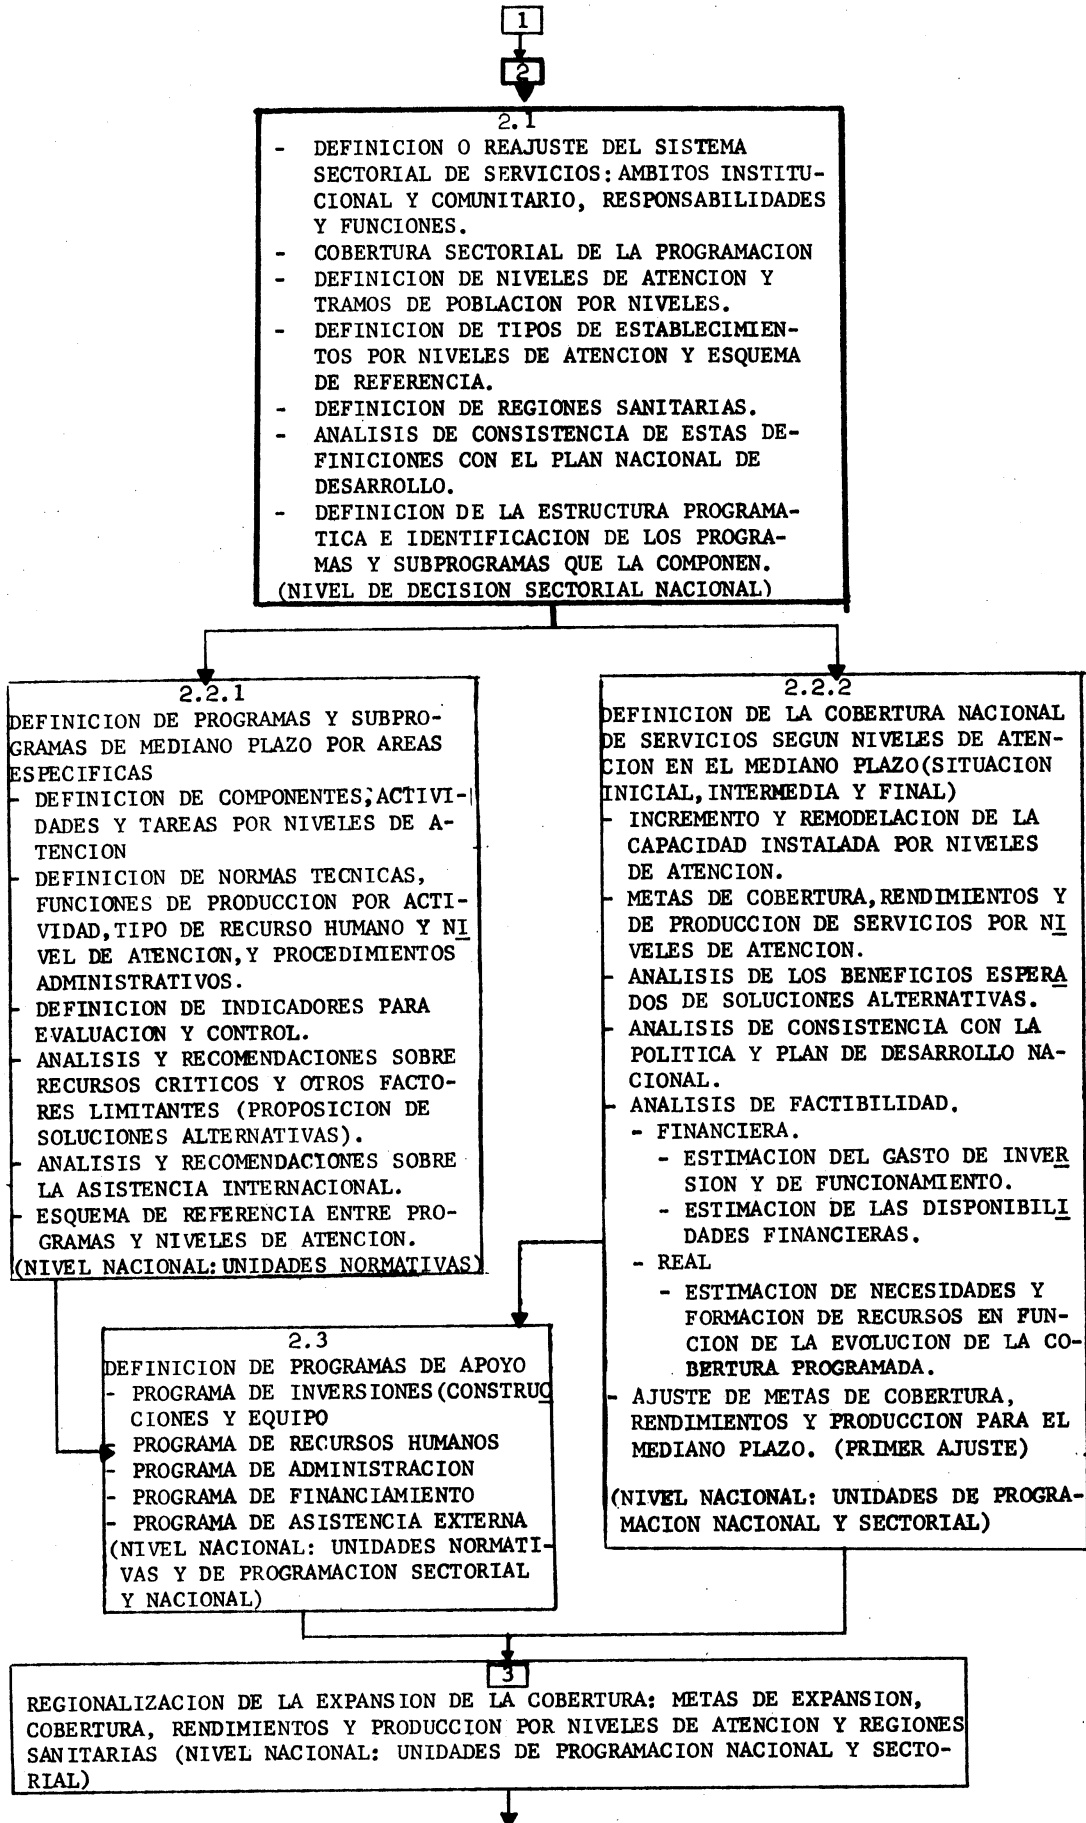 1
2
2.1
- DEFINICION O REAJUSTE DEL SISTEMA
SECTORIAL DE SERVICIOS: AMBITOS INSTITU-
CIONAL Y COMUNITARIO, RESPONSABILIDADES
Y FUNCIONES.
- COBERTURA SECTORIAL DE LA PROGRAMACION
- DEFINICION DE NIVELES DE ATENCION Y
TRAMOS DE POBLACION POR NIVELES.
- DEFINICION DE TIPOS DE ESTABLECIMIEN-
TOS POR NIVELES DE ATENCION Y ESQUEMA
DE REFERENCIA.
- DEFINICION DE REGIONES SANITARIAS.
- ANALISIS DE CONSISTENCIA DE ESTAS DE-
FINICIONES CON EL PLAN NACIONAL DE
DESARROLLO.
- DEFINICION DE LA ESTRUCTURA PROGRAMA-
TICA E IDENTIFICACION DE LOS PROGRA-
MAS Y SUBPROGRAMAS QUE LA COMPONEN.
(NIVEL DE DECISION SECTORIAL NACIONAL)
2.2.1
DEFINICION DE PROGRAMAS Y SUBPRO-
GRAMAS DE MEDIANO PLAZO POR AREAS
ESPECIFICAS
- DEFINICION DE COMPONENTES, ACTIVI-
DADES Y TAREAS POR NIVELES DE A-
TENCION
- DEFINICION DE NORMAS TECNICAS,
FUNCIONES DE PRODUCCION POR ACTI-
VIDAD, TIPO DE RECURSO HUMANO Y NI
VEL DE ATENCION, Y PROCEDIMIENTOS
ADMINISTRATIVOS.
- DEFINICION DE INDICADORES PARA
EVALUACION Y CONTROL.
- ANALISIS Y RECOMENDACIONES SOBRE
RECURSOS CRITICOS Y OTROS FACTO-
RES LIMITANTES (PROPOSICION DE
SOLUCIONES ALTERNATIVAS).
- ANALISIS Y RECOMENDACIONES SOBRE
LA ASISTENCIA INTERNACIONAL.
- ESQUEMA DE REFERENCIA ENTRE PRO-
GRAMAS Y NIVELES DE ATENCION.
(NIVEL NACIONAL: UNIDADES NORMATIVAS)
2.2.2
DEFINICION DE LA COBERTURA NACIONAL
DE SERVICIOS SEGUN NIVELES DE ATEN-
CION EN EL MEDIANO PLAZO(SITUACION
INICIAL, INTERMEDIA Y FINAL)
- INCREMENTO Y REMODELACION DE LA
CAPACIDAD INSTALADA POR NIVELES
DE ATENCION.
- METAS DE COBERTURA, RENDIMIENTOS Y
DE PRODUCCION DE SERVICIOS POR NI
VELES DE ATENCION.
- ANALISIS DE LOS BENEFICIOS ESPERA
DOS DE SOLUCIONES ALTERNATIVAS.
- ANALISIS DE CONSISTENCIA CON LA
POLITICA Y PLAN DE DESARROLLO NA-
CIONAL.
- ANALISIS DE FACTIBILIDAD.
- FINANCIERA.
- ESTIMACION DEL GASTO DE INVER
SION Y DE FUNCIONAMIENTO.
- ESTIMACION DE LAS DISPONIBILI
DADES FINANCIERAS.
- REAL
- ESTIMACION DE NECESIDADES Y
FORMACION DE RECURSOS EN FUN-
CION DE LA EVOLUCION DE LA CO-
BERTURA PROGRAMADA.
- AJUSTE DE METAS DE COBERTURA,
RENDIMIENTOS Y PRODUCCION PARA EL
MEDIANO PLAZO. (PRIMER AJUSTE)
(NIVEL NACIONAL: UNIDADES DE PROGRA-
MACION NACIONAL Y SECTORIAL)
2.3
DEFINICION DE PROGRAMAS DE APOYO
- PROGRAMA DE INVERSIONES(CONSTRUC
CIONES Y EQUIPO
- PROGRAMA DE RECURSOS HUMANOS
- PROGRAMA DE ADMINISTRACION
- PROGRAMA DE FINANCIAMIENTO
- PROGRAMA DE ASISTENCIA EXTERNA
(NIVEL NACIONAL: UNIDADES NORMATI-
VAS Y DE PROGRAMACION SECTORIAL
Y NACIONAL)
3
REGIONALIZACION DE LA EXPANSION DE LA COBERTURA: METAS DE EXPANSION,
COBERTURA, RENDIMIENTOS Y PRODUCCION POR NIVELES DE ATENCION Y REGIONES
SANITARIAS (NIVEL NACIONAL: UNIDADES DE PROGRAMACION NACIONAL Y SECTO-
RIAL)